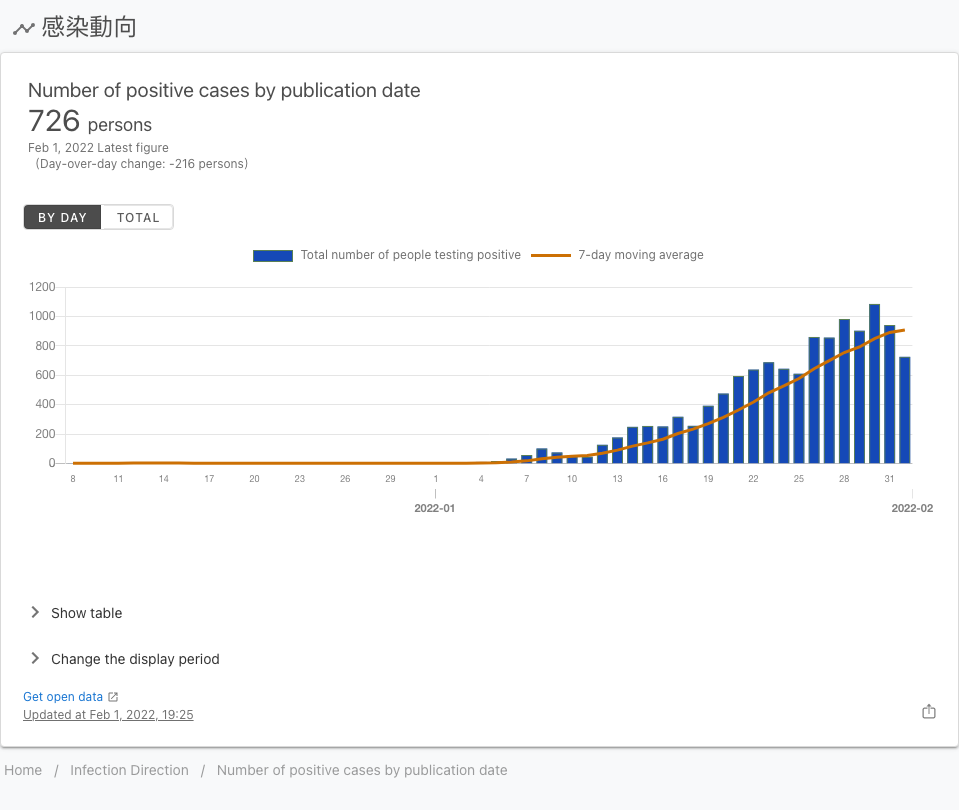 感染動向
Number of positive cases by publication date
726 persons
Feb 1, 2022 Latest figure
(Day-over-day change: -216 persons)
BY DAY TOTAL
Total number of people testing positive 7-day moving average
1200
1000
800
600
400
200
0
8 11 14 17 20 23 26 29 1 4 7 10 13 16 19 22 25 28 31
2022-01 2022-02
Show table
Change the display period
Get open data
Updated at Feb 1, 2022, 19:25
Home / Infection Direction / Number of positive cases by publication date